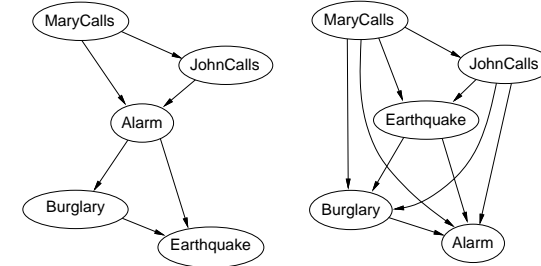 MaryCalls
JohnCalls
Alarm
Burglary
Earthquake
MaryCalls
JohnCalls
Earthquake
Burglary
Alarm